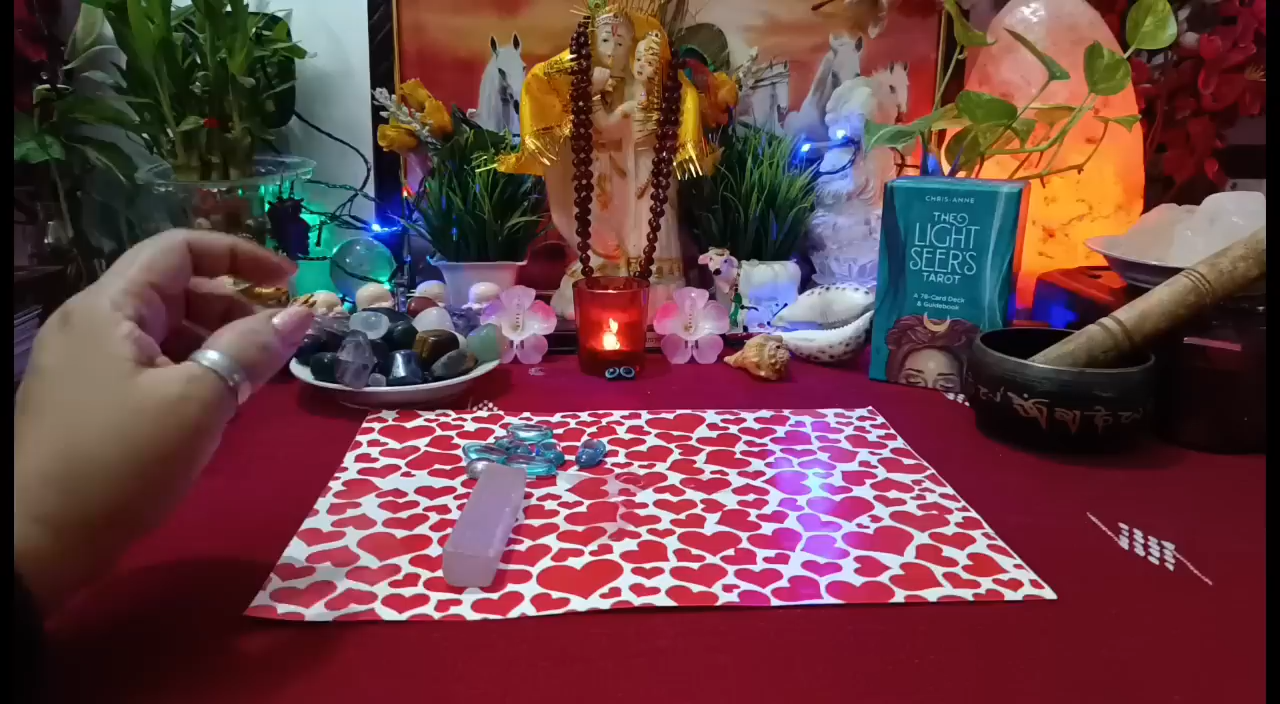 CHRIS-ANNE
THE
LIGHT
SEER'S
TAROT
A 78-Card Deck
& Guidebook